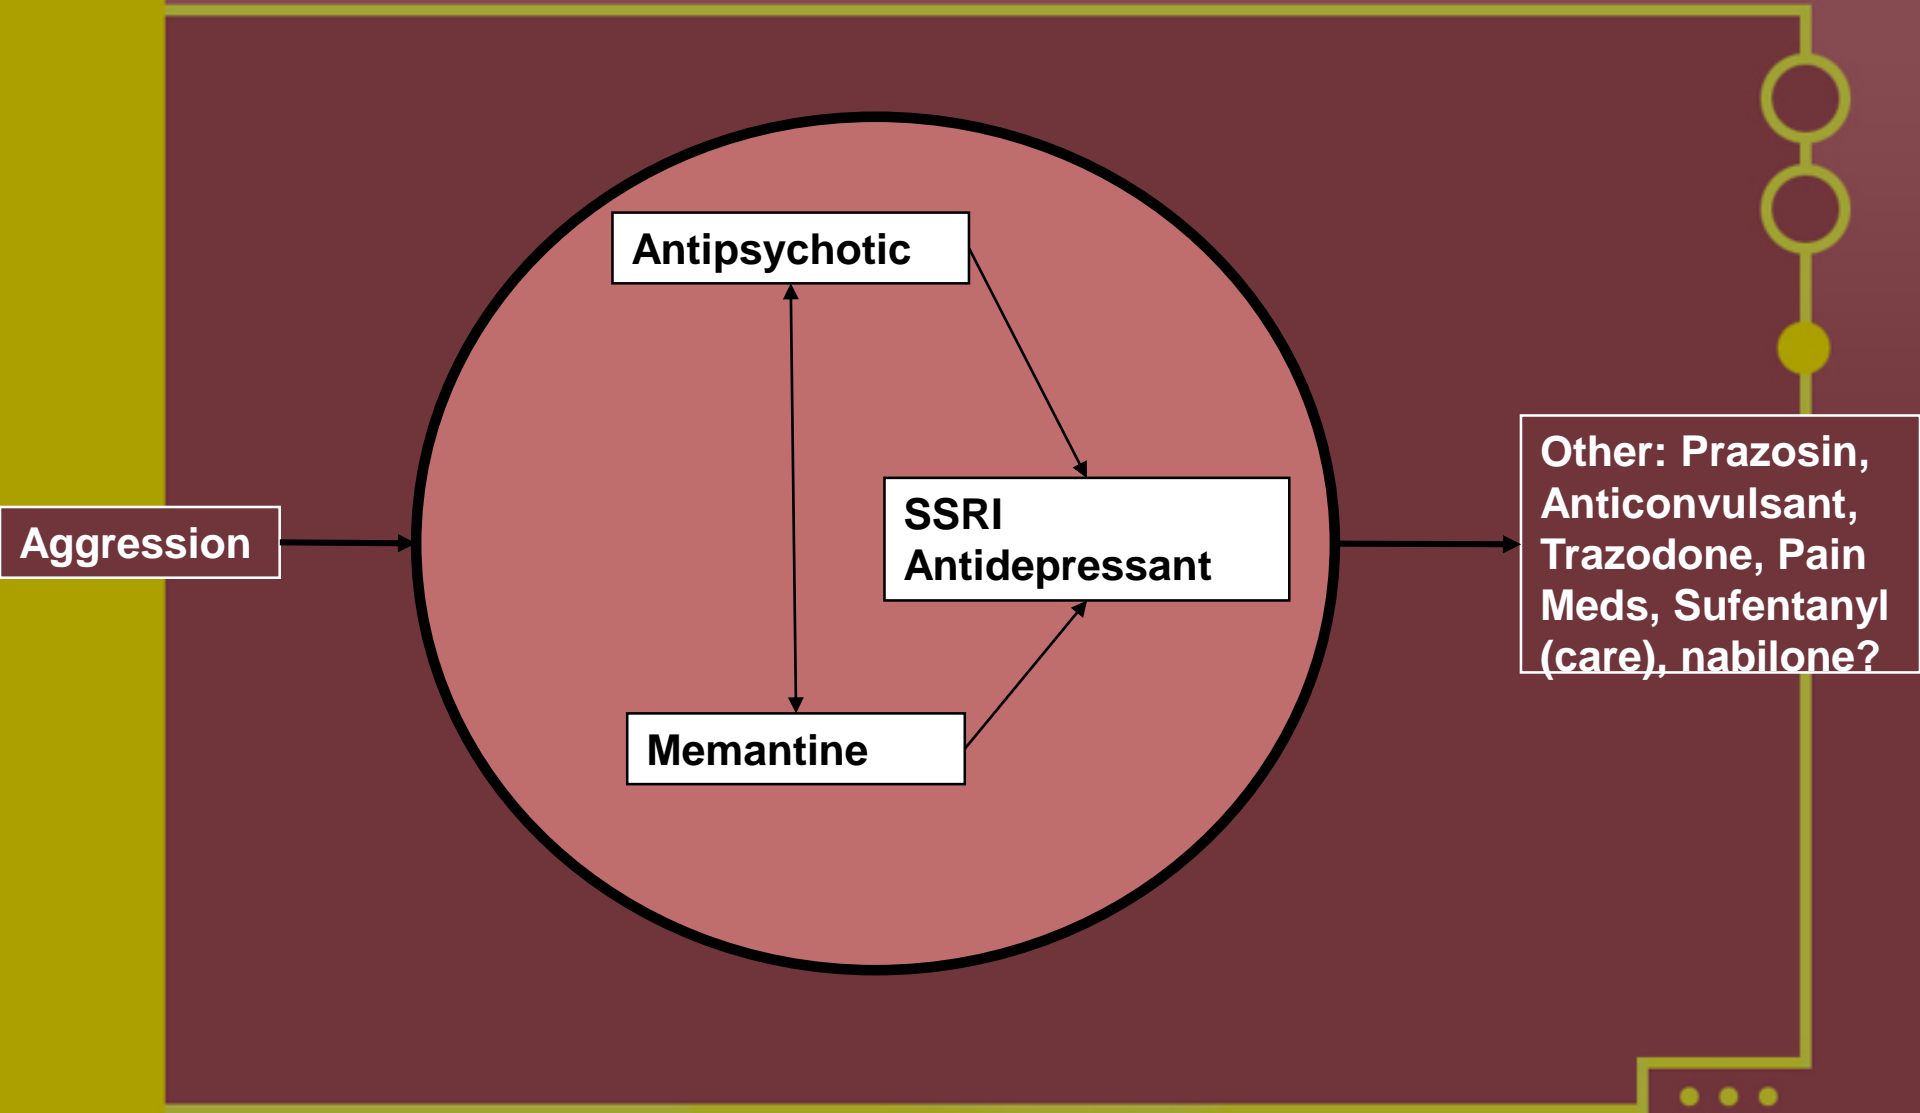 Antipsychotic
Aggression
SSRI
Antidepressant
Memantine
Other: Prazosin,
Anticonvulsant,
Trazodone, Pain
Meds, Sufentanyl
(care), nabilone?